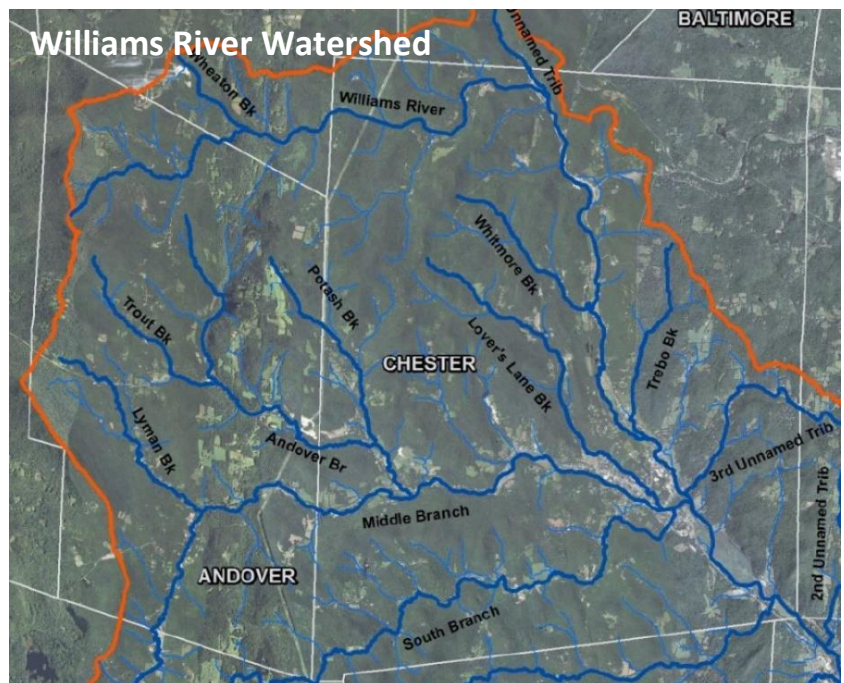 Williams River Watershed
BALTIMORE
Unnamed Trib
Wheaton Bk
Williams River
Whitmore Bk
Potash Bk
Trout Bk
Lover's Lane Bk
CHESTER
Trebo Bk
Lyman Bk
Andover Br
3rd Unnamed Trib
Middle Branch
2nd Unnamed Trib
ANDOVER
South Branch